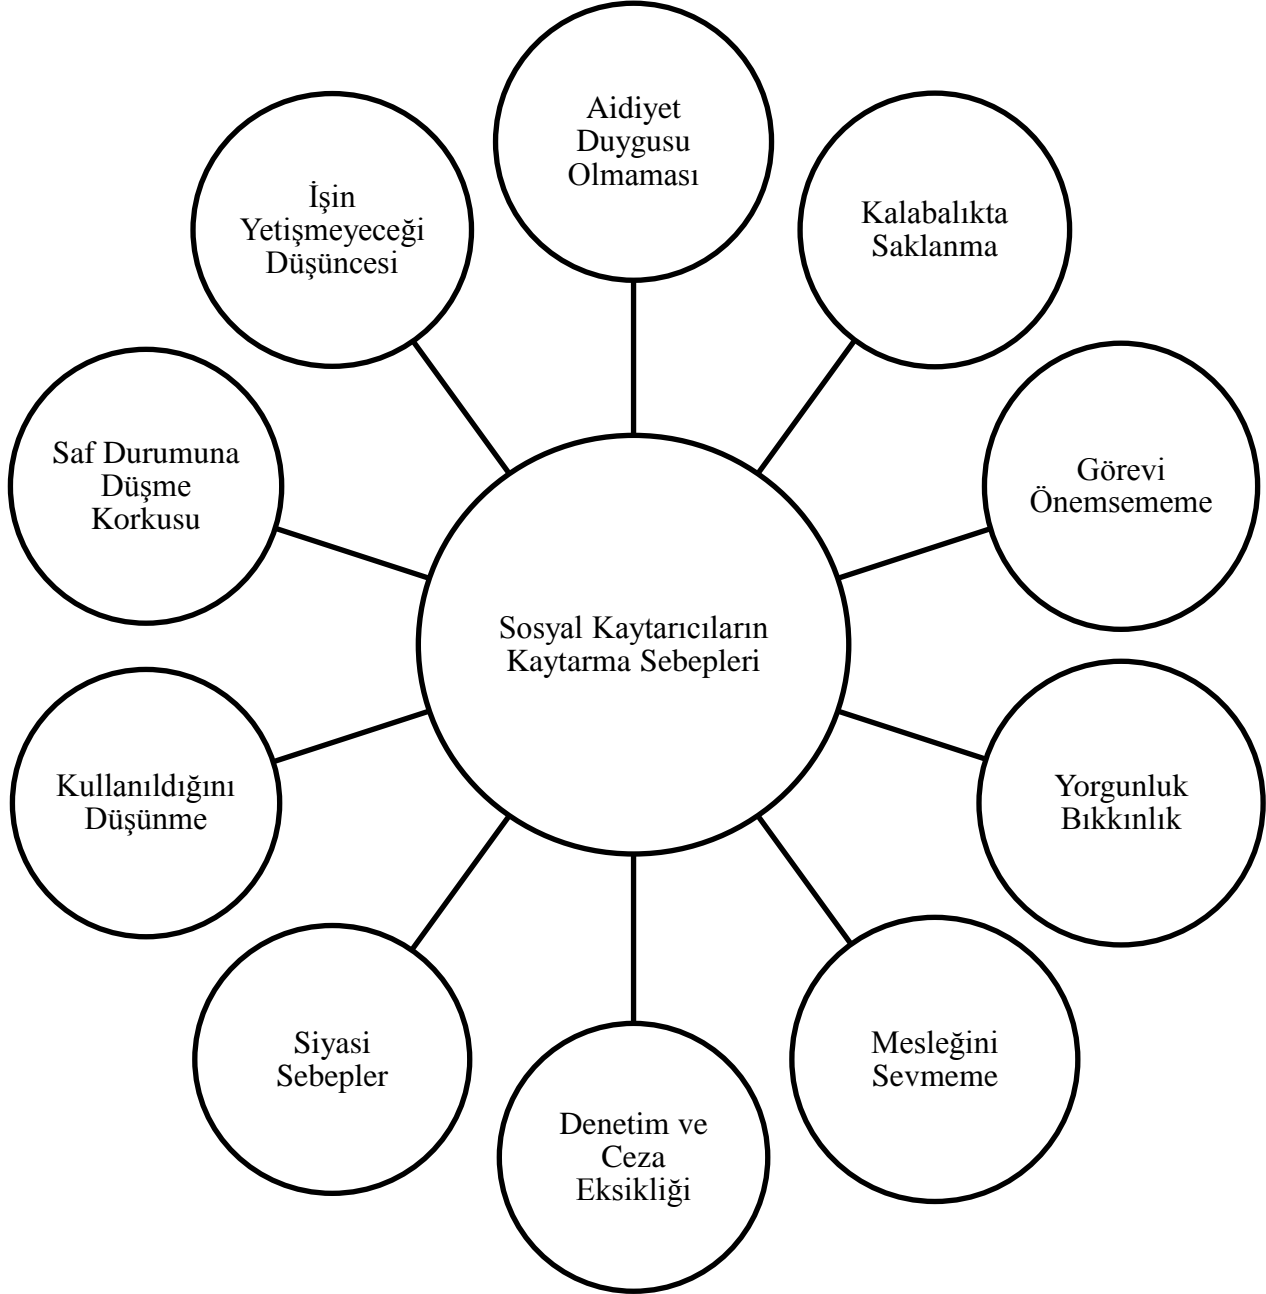 Aidiyet
Duygusu
Olmaması
Kalabalıkta
Saklanma
Görevi
Önemsememe
Yorgunluk
Bıkkınlık
Mesleğini
Sevmeme
Denetim ve
Ceza
Eksikliği
Siyasi
Sebepler
Kullanıldığını
Düşünme
Saf Durumuna
Düşme
Korkusu
İşin
Yetişmeyeceği
Düşüncesi
Sosyal Kaytarıcıların
Kaytarma Sebepleri